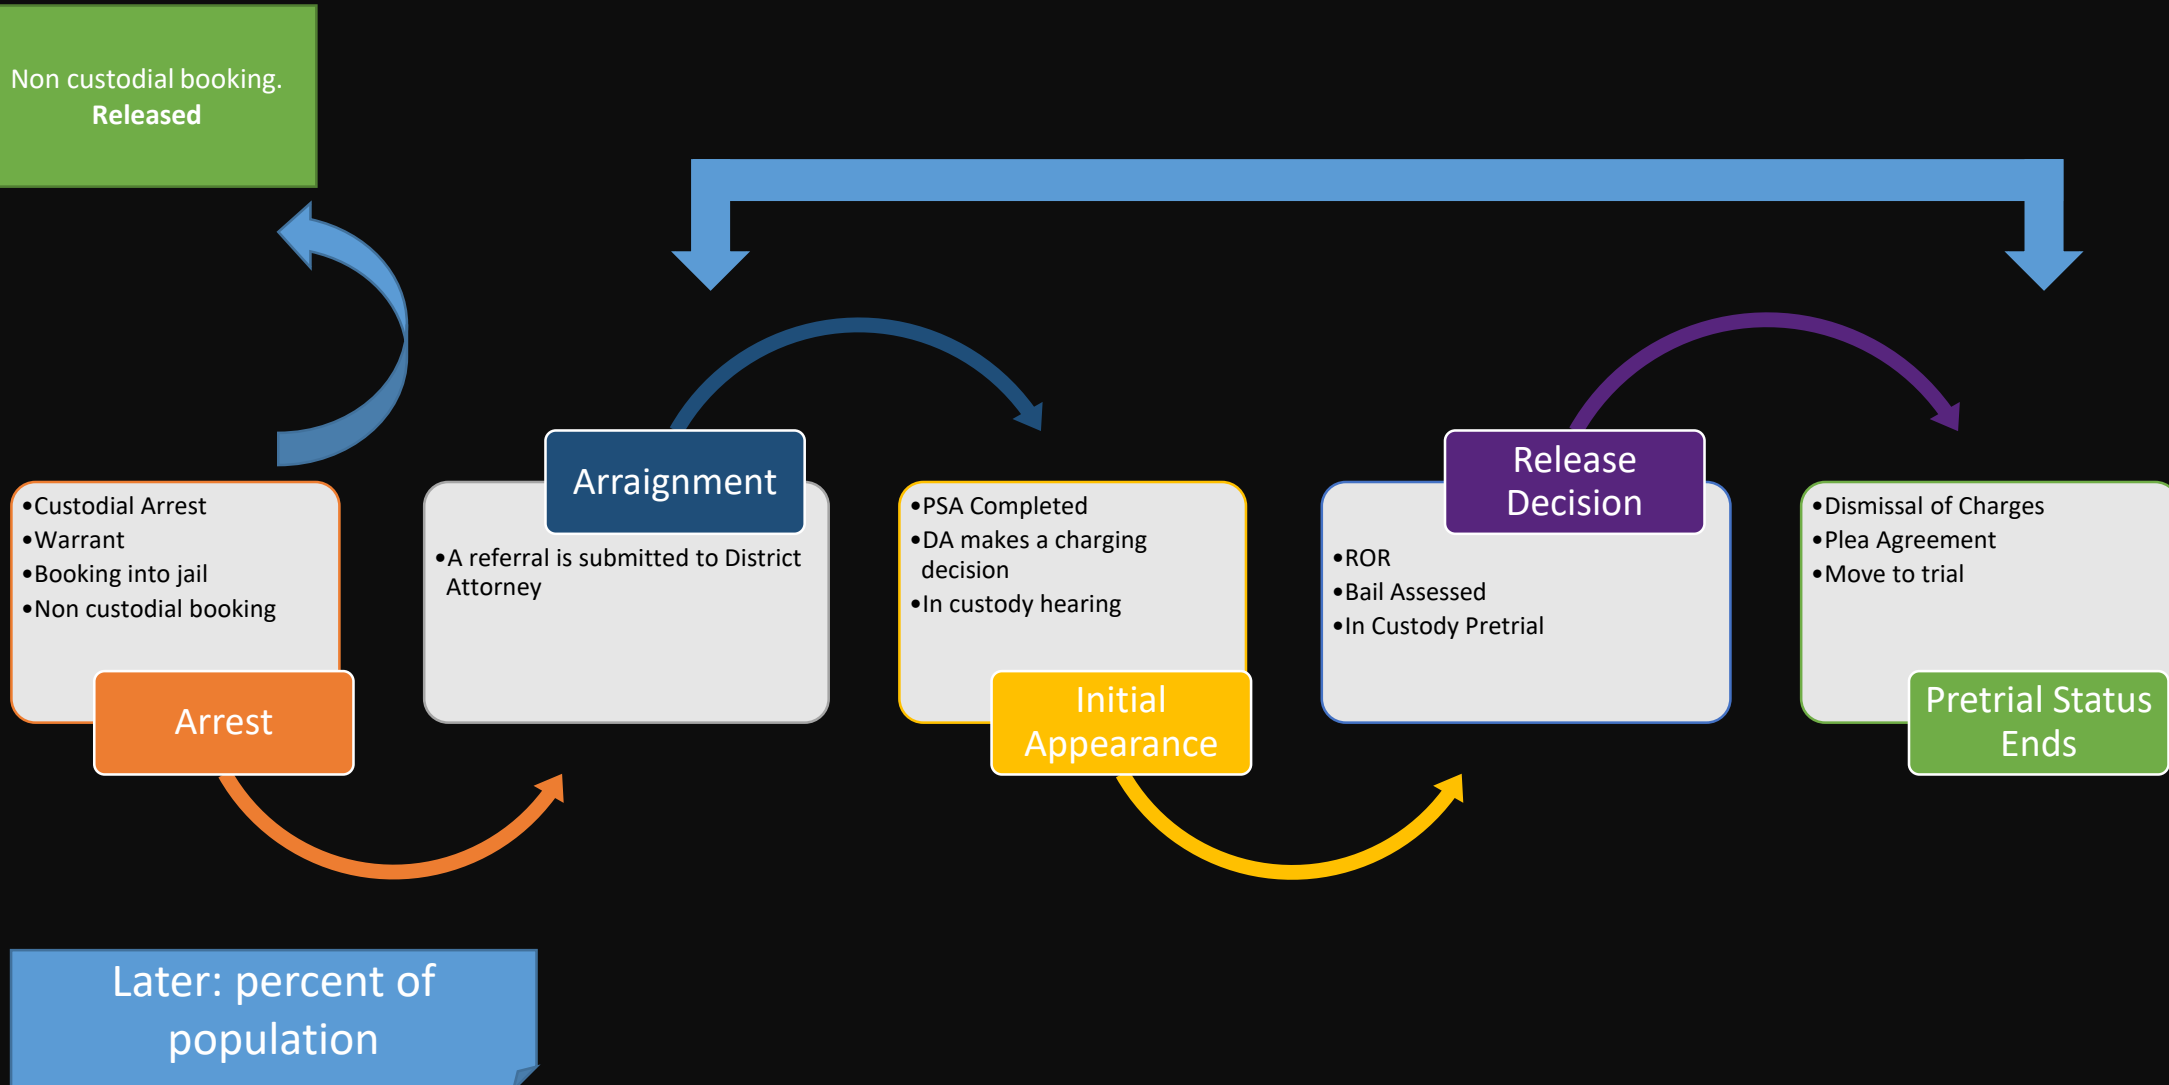 Non custodial booking.
Released
•Custodial Arrest
•Warrant
•Booking into jail
•Non custodial booking
Arrest
Arraignment
•A referral is submitted to District
Attorney
•PSA Completed
•DA makes a charging
decision
•In custody hearing
Initial
Appearance
Release
Decision
•ROR
•Bail Assessed
•In Custody Pretrial
•Dismissal of Charges
•Plea Agreement
•Move to trial
Pretrial Status
Ends
Later: percent of
population